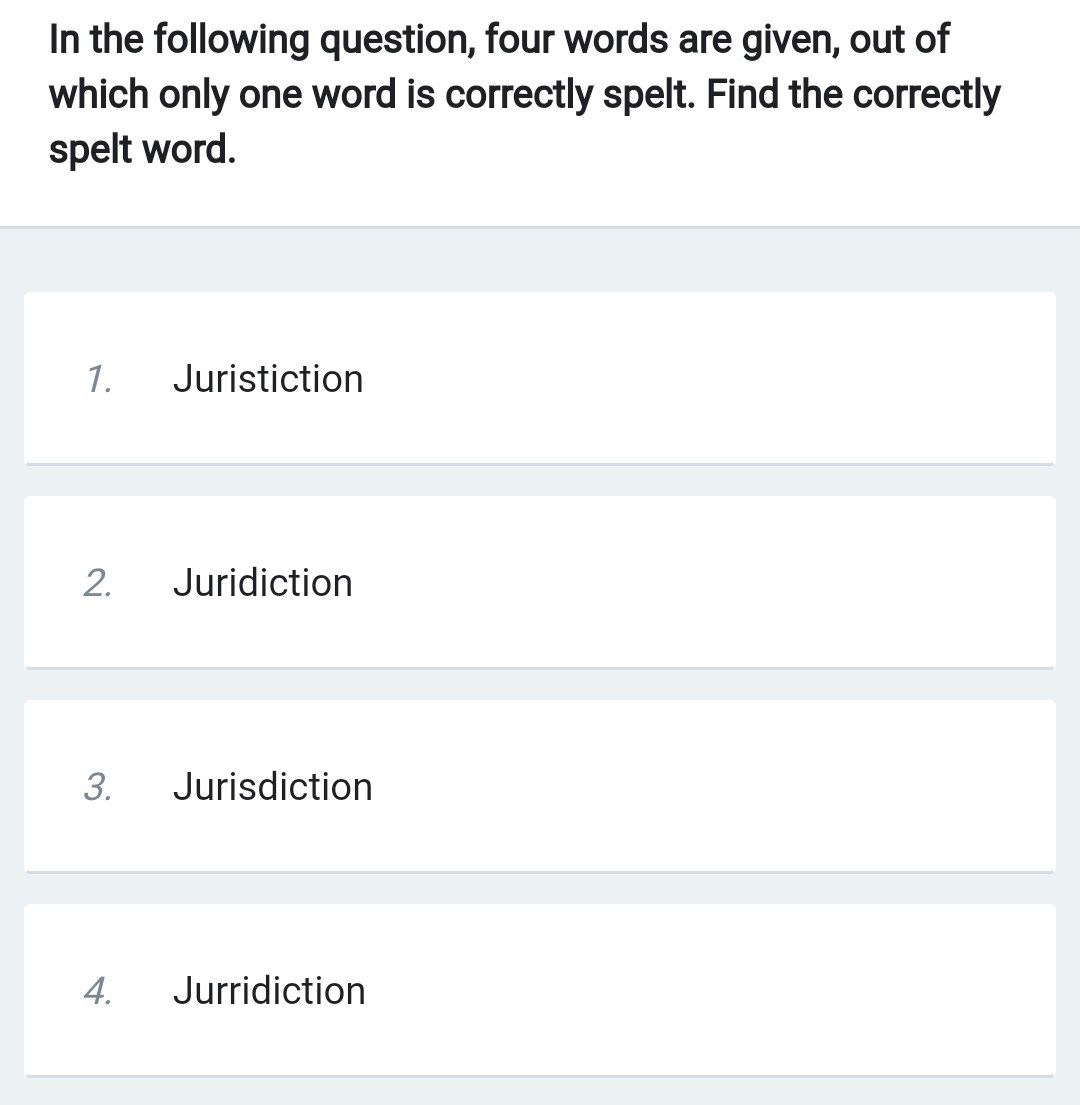 In the following question, four words are given, out of
which only one word is correctly spelt. Find the correctly
spelt word.
1. Juristiction
2. Juridiction
3. Jurisdiction
4. Jurridiction